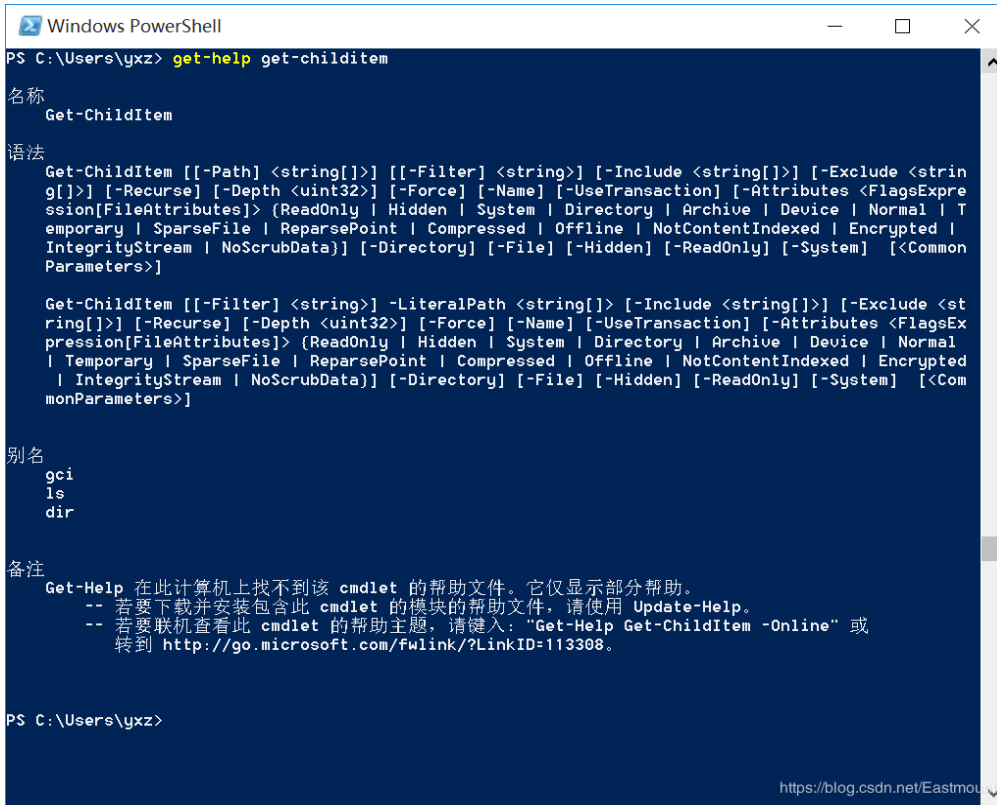 Windows PowerShell
PS C:\Users\yxz> get-help get-childitem
名称
Get-ChildItem
语法
Get-ChildItem [[-Path] <string[]>] [[-Filter] <string>] [-Include <string[]>] [-Exclude <strin
g[]>] [-Recurse] [-Depth <uint32>] [-Force] [-Name] [-UseTransaction] [-Attributes <FlagsExpre
ssion[FileAttributes]> {ReadOnly | Hidden | System | Directory | Archive | Device | Normal | T
emporary | SparseFile | ReparsePoint | Compressed | Offline | NotContentIndexed | Encrypted |
IntegrityStream | NoScrubData}] [-Directory] [-File] [-Hidden] [-ReadOnly] [-System]  [<Common
Parameters>]
Get-ChildItem [[-Filter] <string>] -LiteralPath <string[]> [-Include <string[]>] [-Exclude <st
ring[]>] [-Recurse] [-Depth <uint32>] [-Force] [-Name] [-UseTransaction] [-Attributes <FlagsEx
pression[FileAttributes]> {ReadOnly | Hidden | System | Directory | Archive | Device | Normal
| Temporary | SparseFile | ReparsePoint | Compressed | Offline | NotContentIndexed | Encrypted
| IntegrityStream | NoScrubData}] [-Directory] [-File] [-Hidden] [-ReadOnly] [-System]  [<Com
monParameters>]
别名
gci
ls
dir
备注
Get-Help 在此计算机上找不到该 cmdlet 的帮助文件。它仅显示部分帮助。
-- 若要下载并安装包含此 cmdlet 的模块的帮助文件，请使用 Update-Help。
-- 若要联机查看此 cmdlet 的帮助主题，请键入: "Get-Help Get-ChildItem -Online" 或
转到 http://go.microsoft.com/fwlink/?LinkID=113308。
PS C:\Users\yxz>
https://blog.csdn.net/Eastmou